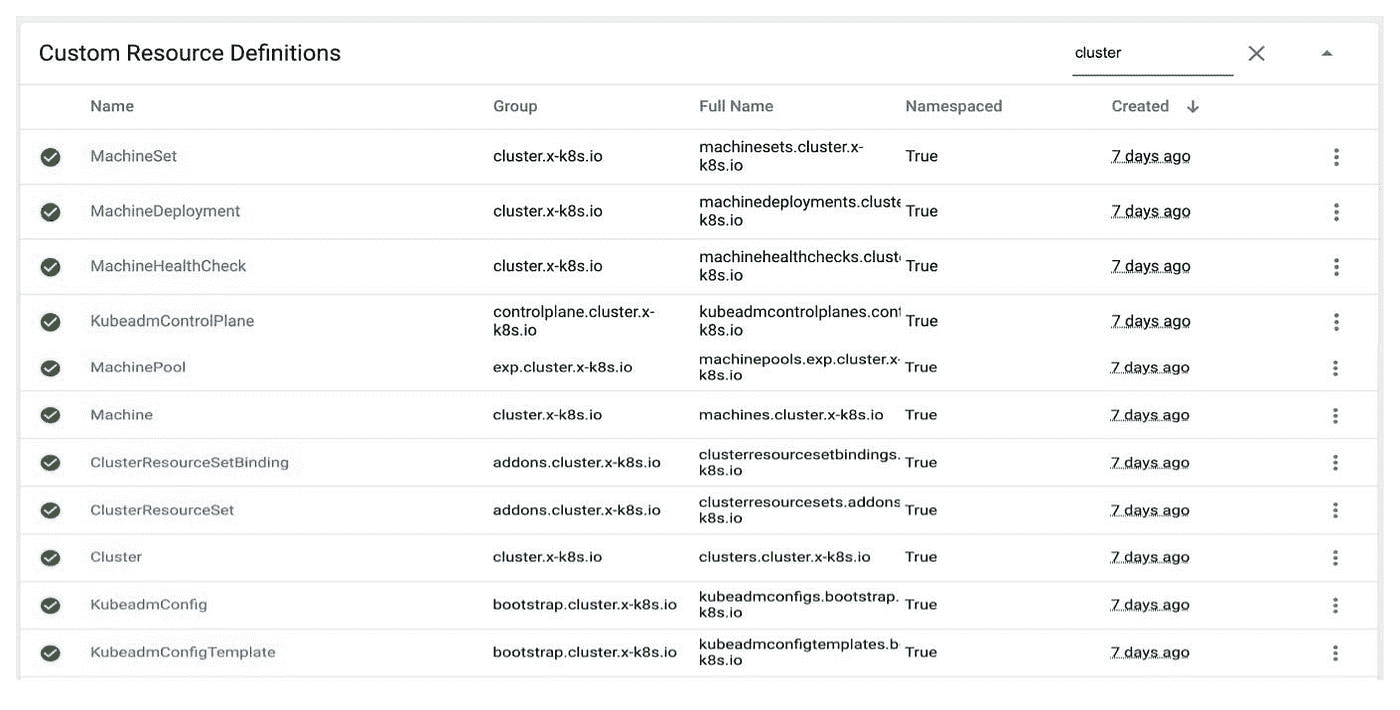 Custom Resource Definitions cluster
Name Group Full Name Namespaced Created
MachineSet cluster.x-k8s.io machinesets.cluster.x- True 7 days ago
k8s.io
MachineDeployment cluster.x-k8s.io machinedeployments.cluste True 7 days ago
k8s.io
MachineHealthCheck cluster.x-k8s.io machinehealthchecks.clust True 7 days ago
k8s.io
KubeadmControlPlane controlplane.cluster.x- kubeadmcontrolplanes.cont True 7 days ago
k8s.io k8s.io
MachinePool exp.cluster.x-k8s.io machinepools.exp.cluster.x- True 7 days ago
k8s.io
Machine cluster.x-k8s.io machines.cluster.x-k8s.io True 7 days ago
ClusterResourceSetBinding addons.cluster.x-k8s.io clusterresourcesetbindings. True 7 days ago
k8s.io
ClusterResourceSet addons.cluster.x-k8s.io clusterresourcesets.addons True 7 days ago
k8s.io
Cluster cluster.x-k8s.io clusters.cluster.x-k8s.io True 7 days ago
KubeadmConfig bootstrap.cluster.x-k8s.io kubeadmconfigs.bootstrap. True 7 days ago
k8s.io
KubeadmConfigTemplate bootstrap.cluster.x-k8s.io kubeadmconfigtemplates.b True 7 days ago
k8s.io